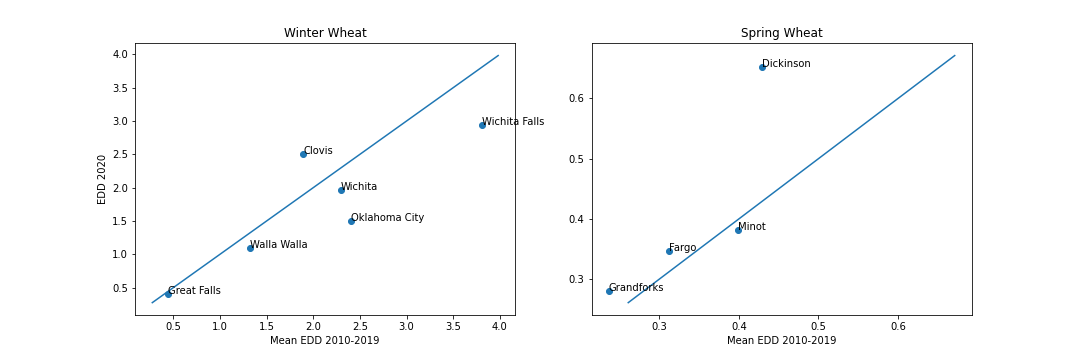 Winter Wheat
4.0
3.5
3.0
2.5
2.0
1.5
1.0
0.5
EDD 2020
Wichita Falls
Clovis
Wichita
Oklahoma City
Walla Walla
Great Falls
0.5 1.0 1.5 2.0 2.5 3.0 3.5 4.0
Mean EDD 2010-2019
Spring Wheat
0.6
0.5
0.4
0.3
Dickinson
Minot
Fargo
Grandforks
0.3 0.4 0.5 0.6
Mean EDD 2010-2019